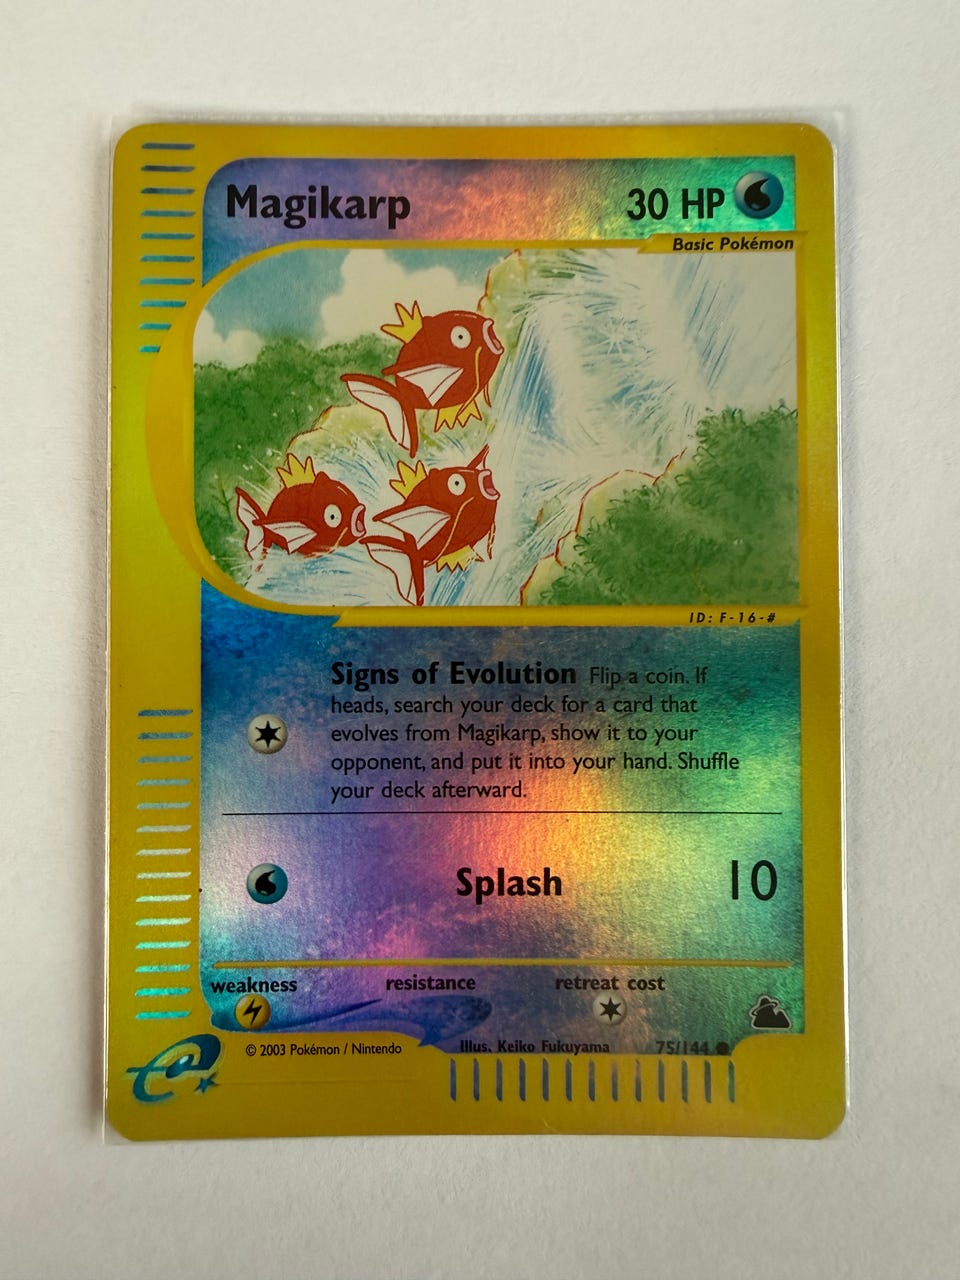 Magikarp
30 HP
Basic Pokémon
ID: F-16-#
Signs of Evolution Flip a coin. If
heads, search your deck for a card that
evolves from Magikarp, show it to your
opponent, and put it into your hand. Shuffle
your deck afterward.
Splash 10
weakness resistance retreat cost
© 2003 Pokémon / Nintendo Illus. Keiko Fukuyama 75/144